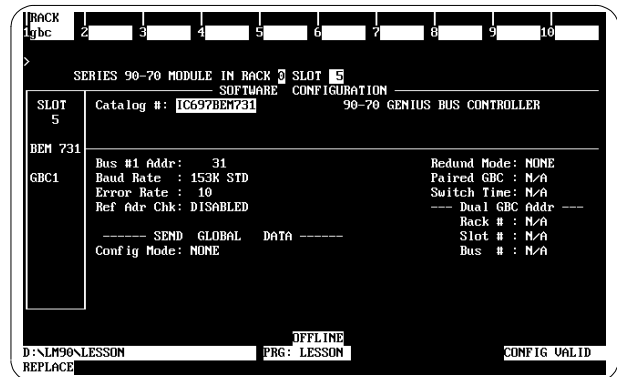 RACK
1gbc 2 3 4 5 6 7 8 9 10
>
SERIES 90-70 MODULE IN RACK 0 SLOT 5
SOFTWARE CONFIGURATION
SLOT Catalog #: IC697BEM731 90-70 GENIUS BUS CONTROLLER
5
BEM 731
Bus #1 Addr: 31 Redund Mode: NONE
GBC1 Baud Rate : 153K STD Paired GBC : N/A
Error Rate : 10 Switch Time: N/A
Ref Adr Chk: DISABLED --- Dual GBC Addr ---
Rack # : N/A
------ SEND GLOBAL DATA ------ Slot # : N/A
Config Mode: NONE Bus # : N/A
OFFLINE
D:\LM90\LESSON PRG: LESSON CONFIG VALID
REPLACE